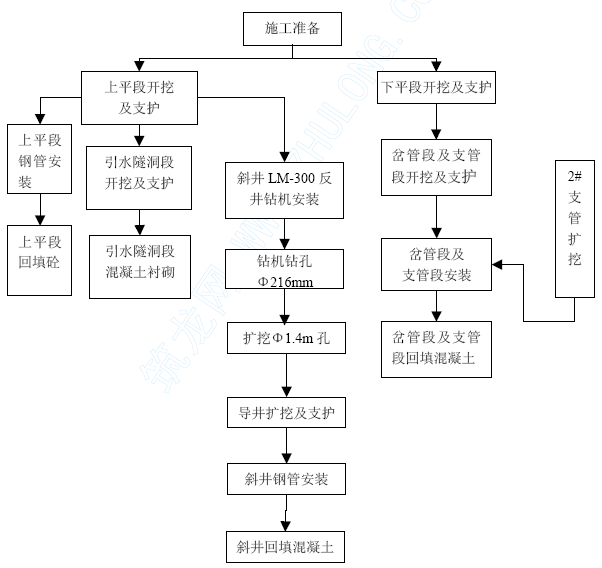 施工准备
上平段开挖
及支护
下平段开挖及支护
上平段
钢管安
装
引水隧洞段
开挖及支护
斜井 LM-300 反
井钻机安装
岔管段及支管
段开挖及支护
2#
支
管
扩
挖
上平段
回填砼
引水隧洞段
混凝土衬砌
钻机钻孔
Φ216mm
岔管段及
支管段安装
扩挖Φ1.4m 孔
岔管段及支管
段回填混凝土
导井扩挖及支护
斜井钢管安装
斜井回填混凝土